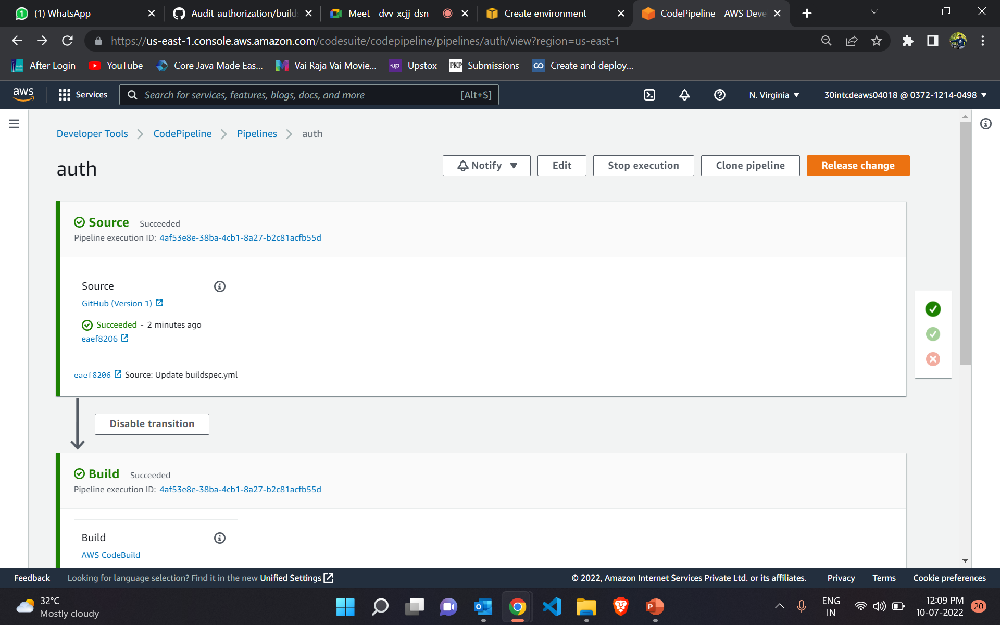 (1) WhatsApp
Audit-authorization/build
Meet - dvv-xcjj-dsn
Create environment
CodePipeline - AWS Deve
https://us-east-1.console.aws.amazon.com/codesuite/codepipeline/pipelines/auth/view?region=us-east-1
After Login
YouTube
Core Java Made Eas...
Vai Raja Vai Movie...
up
Upstox
PKP
Submissions
Create and deploy...
aws
Services
Search for services, features, blogs, docs, and more
[Alt+S]
N. Virginia
30intcdeaws04018 @ 0372-1214-0498
Developer Tools
CodePipeline
Pipelines
auth
auth
Notify
Edit
Stop execution
Clone pipeline
Release change
Source Succeeded
Pipeline execution ID: 4af53e8e-38ba-4cb1-8a27-b2c81acfb55d
Source
GitHub (Version 1)
Succeeded - 2 minutes ago
eaef8206
eaef8206 Source: Update buildspec.yml
Disable transition
Build Succeeded
Pipeline execution ID: 4af53e8e-38ba-4cb1-8a27-b2c81acfb55d
Build
AWS CodeBuild
Feedback
Looking for language selection? Find it in the new Unified Settings
© 2022, Amazon Internet Services Private Ltd. or its affiliates.
Privacy
Terms
Cookie preferences
32°C
Mostly cloudy
ENG
IN
12:09 PM
10-07-2022
20